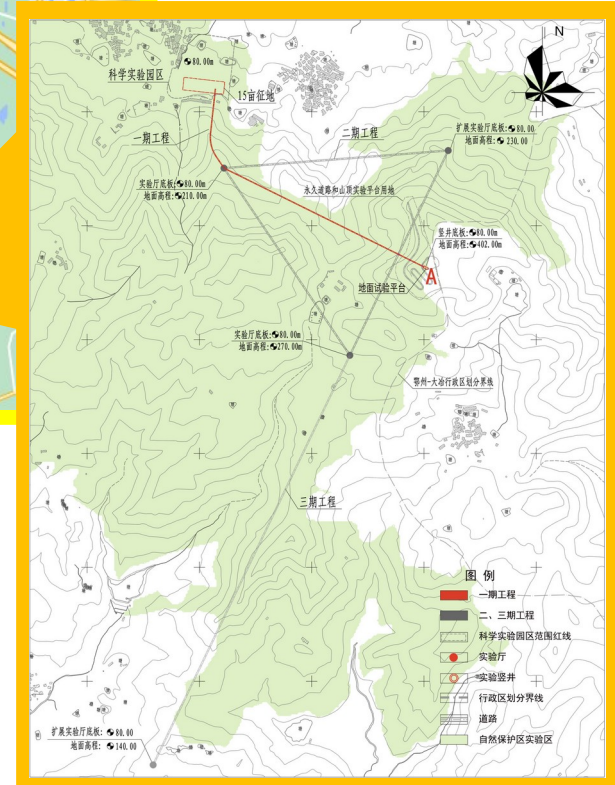 N
80.00m
科学实验园区
15亩征地
一期工程
二期工程
扩展实验厅底板:80.00
地面高程:230.00
实验厅底板:80.00m
地面高程:210.00m
永久道路和山顶实验平台用地
竖井底板:80.00m
地面高程:402.00m
A
地面试验平台
实验厅底板:80.00m
地面高程:270.00m
鄂州-大冶行政区划分界线
三期工程
图 例
一期工程
二、三期工程
科学实验园区范围红线
实验厅
实验竖井
行政区划分界线
道路
自然保护区实验区
扩展实验厅底板:80.00
地面高程:140.00